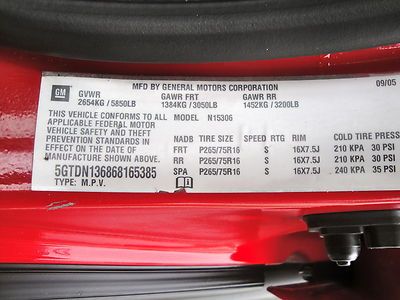 MFD BY GENERAL MOTORS CORPORATION 09/05
GM GVWR GAWR FRT GAWR RR
2654KG / 5850LB 1384KG / 3050LB 1452KG / 3200LB
THIS VEHICLE CONFORMS TO ALL MODEL N15306
APPLICABLE FEDERAL MOTOR
VEHICLE SAFETY AND THEFT NADB TIRE SIZE SPEED RTG RIM COLD TIRE PRES
PREVENTION STANDARDS FRT P265/75R16 S 16X7.5J 210 KPA 30 PSI
IN EFFECT ON THE DATE OF RR P265/75R16 S 16X7.5J 210 KPA 30 PSI
MANUFACTURE SHOWN ABOVE. SPA P265/75R16 S 16X7.5J 240 KPA 35 PSI
5GTDN136868165385
TYPE: M.P.V.